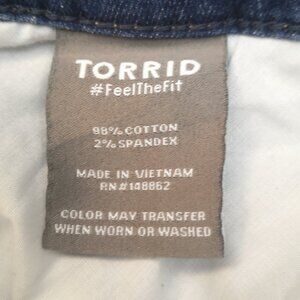 TORRID
#FeelTheFit
98% COTTON
2% SPANDEX
MADE IN VIETNAM
RN#148862
COLOR MAY TRANSFER
WHEN WORN OR WASHED